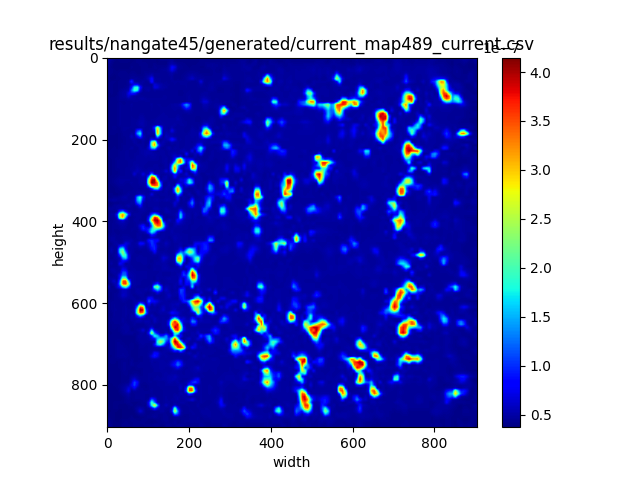 results/nangate45/generated/current_map489_current.csv
1e−7
0
200
400
600
800
height
0 200 400 600 800
width
4.0
3.5
3.0
2.5
2.0
1.5
1.0
0.5